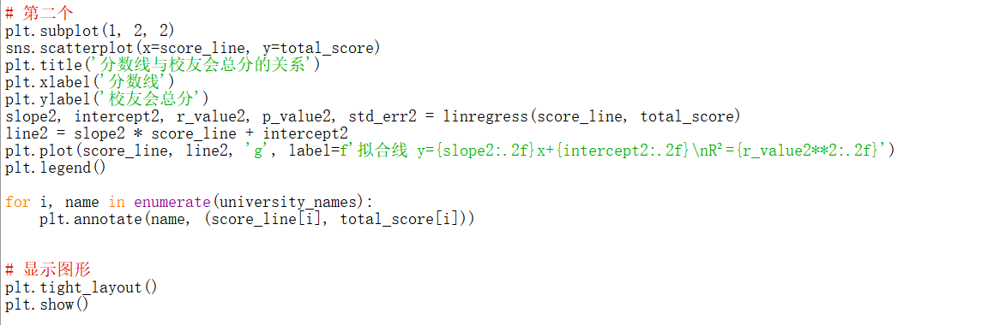 # 第二个
plt.subplot(1, 2, 2)
sns.scatterplot(x=score_line, y=total_score)
plt.title('分数线与校友会总分的关系')
plt.xlabel('分数线')
plt.ylabel('校友会总分')
slope2, intercept2, r_value2, p_value2, std_err2 = linregress(score_line, total_score)
line2 = slope2 * score_line + intercept2
plt.plot(score_line, line2, 'g', label=f'拟合线 y={slope2:.2f}x+{intercept2:.2f}\nR²={r_value2**2:.2f}')
plt.legend()
for i, name in enumerate(university_names):
    plt.annotate(name, (score_line[i], total_score[i]))
# 显示图形
plt.tight_layout()
plt.show()